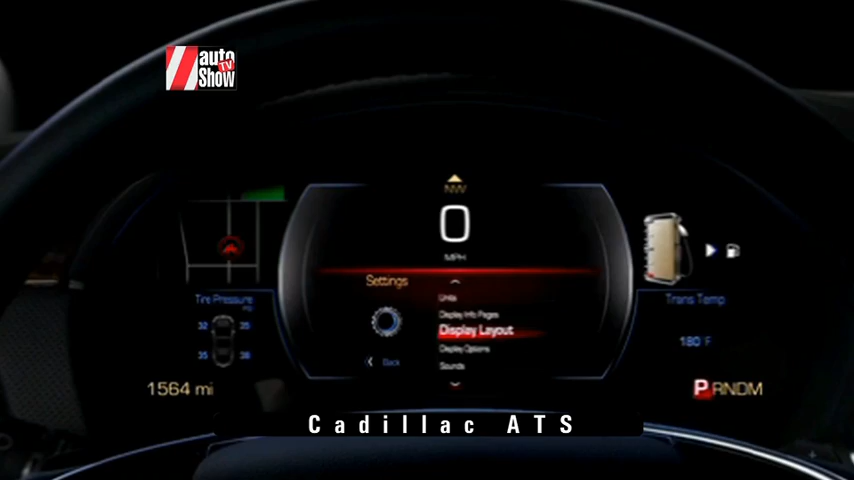 auto
TV
Show
NW
0
MPH
Settings
Units
Display Info Pages
Display Layout
Display Options
Sounds
Back
Tire Pressure
32 35
35 36
1564 mi
Trans Temp
180°F
PRNDM
Cadillac ATS